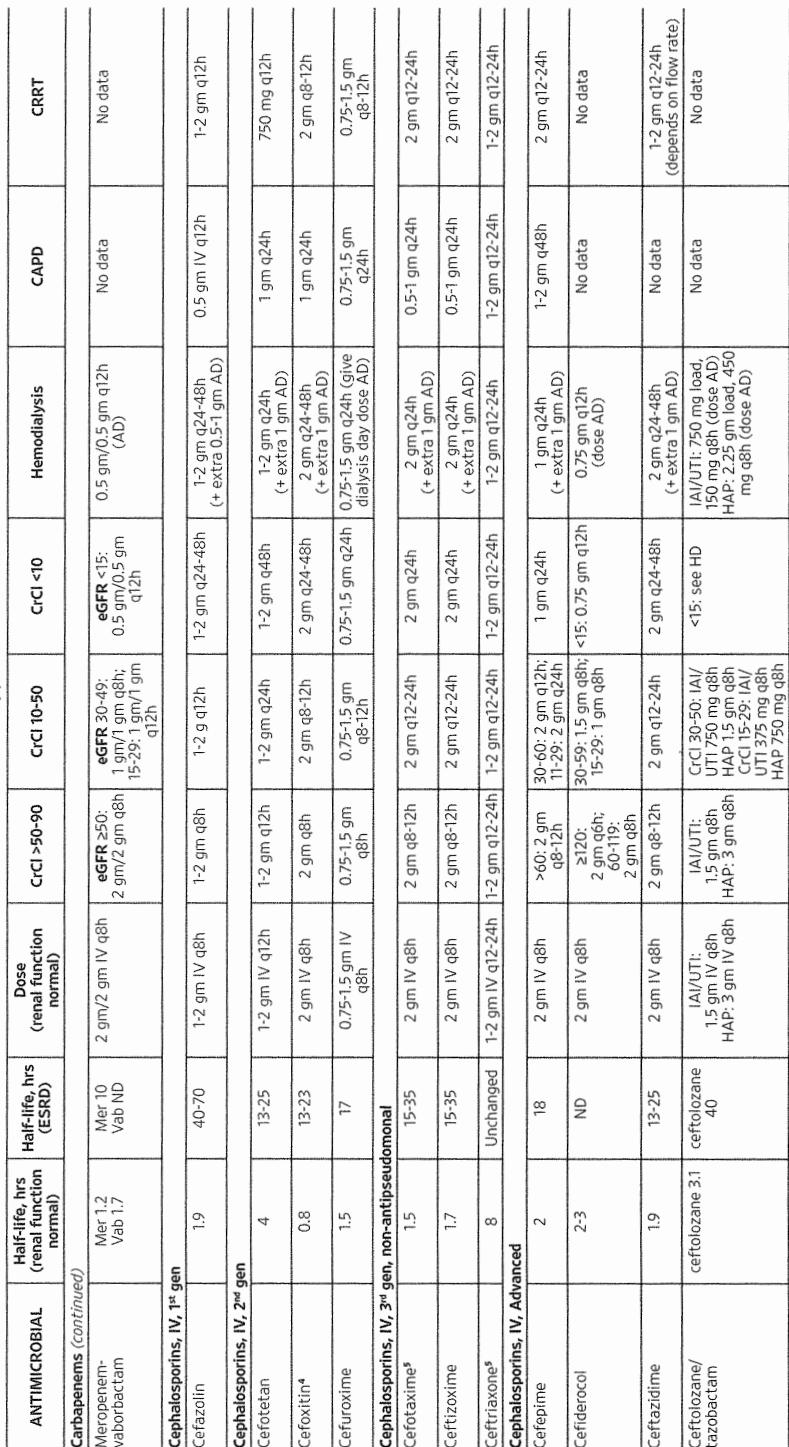 ANTIMICROBIAL | Half-life, hrs (renal function normal) | Half-life, hrs (ESRD) | Dose (renal function normal) | CrCl >50-90 | CrCl 10-50 | CrCl <10 | Hemodialysis | CAPD | CRRT
Carbapenems (continued)
Meropenem-vaborbactam | Mer 1.2 Vab 1.7 | Mer 10 Vab ND | 2 gm/2 gm IV q8h | eGFR ≥50: 2 gm/2 gm q8h | eGFR 30-49: 1 gm/1 gm q8h; 15-29: 1 gm/1 gm q12h | eGFR <15: 0.5 gm/0.5 gm q12h | 0.5 gm/0.5 gm q12h (AD) | No data | No data
Cephalosporins, IV, 1st gen
Cefazolin | 1.9 | 40-70 | 1-2 gm IV q8h | 1-2 gm q8h | 1-2 g q12h | 1-2 gm q24-48h | 1-2 gm q24-48h (+ extra 0.5-1 gm AD) | 0.5 gm IV q12h | 1-2 gm q12h
Cephalosporins, IV, 2nd gen
Cefotetan | 4 | 13-25 | 1-2 gm IV q12h | 1-2 gm q12h | 1-2 gm q24h | 1-2 gm q48h | 1-2 gm q24h (+ extra 1 gm AD) | 1 gm q24h | 750 mg q12h
Cefoxitin⁴ | 0.8 | 13-23 | 2 gm IV q8h | 2 gm q8h | 2 gm q8-12h | 2 gm q24-48h | 2 gm q24-48h (+ extra 1 gm AD) | 1 gm q24h | 2 gm q8-12h
Cefuroxime | 1.5 | 17 | 0.75-1.5 gm IV q8h | 0.75-1.5 gm q8h | 0.75-1.5 gm q8-12h | 0.75-1.5 gm q24h | 0.75-1.5 gm q24h (give dialysis day dose AD) | 0.75-1.5 gm q24h | 0.75-1.5 gm q8-12h
Cephalosporins, IV, 3rd gen, non-antipseudomonal
Cefotaxime⁵ | 1.5 | 15-35 | 2 gm IV q8h | 2 gm q8-12h | 2 gm q12-24h | 2 gm q24h | 2 gm q24h (+ extra 1 gm AD) | 0.5-1 gm q24h | 2 gm q12-24h
Ceftizoxime | 1.7 | 15-35 | 2 gm IV q8h | 2 gm q8-12h | 2 gm q12-24h | 2 gm q24h | 2 gm q24h (+ extra 1 gm AD) | 0.5-1 gm q24h | 2 gm q12-24h
Ceftriaxone⁵ | 8 | Unchanged | 1-2 gm IV q12-24h | 1-2 gm q12-24h | 1-2 gm q12-24h | 1-2 gm q12-24h | 1-2 gm q12-24h | 1-2 gm q12-24h | 1-2 gm q12-24h
Cephalosporins, IV, Advanced
Cefepime | 2 | 18 | 2 gm IV q8h | >60: 2 gm q8-12h | 30-60: 2 gm q12h; 11-29: 2 gm q24h | 1 gm q24h | 1 gm q24h (+ extra 1 gm AD) | 1-2 gm q48h | 2 gm q12-24h
Cefiderocol | 2-3 | ND | 2 gm IV q8h | ≥120: 2 gm q6h; 60-119: 2 gm q8h | 30-59: 1.5 gm q8h; 15-29: 1 gm q8h | <15: 0.75 gm q12h | 0.75 gm q12h (dose AD) | No data | No data
Ceftazidime | 1.9 | 13-25 | 2 gm IV q8h | 2 gm q8-12h | 2 gm q12-24h | 2 gm q24-48h | 2 gm q24-48h (+ extra 1 gm AD) | No data | 1-2 gm q12-24h (depends on flow rate)
Ceftolozane/tazobactam | ceftolozane 3.1 | ceftolozane 40 | IAI/UTI: 1.5 gm IV q8h HAP: 3 gm IV q8h | IAI/UTI: 1.5 gm q8h HAP: 3 gm q8h | CrCl 30-50: IAI/UTI 750 mg q8h HAP 1.5 gm q8h CrCl 15-29: IAI/UTI 375 mg q8h HAP 750 mg q8h | <15: see HD | IAI/UTI: 750 mg load, 150 mg q8h (dose AD) HAP: 2.25 gm load, 450 mg q8h (dose AD) | No data | No data